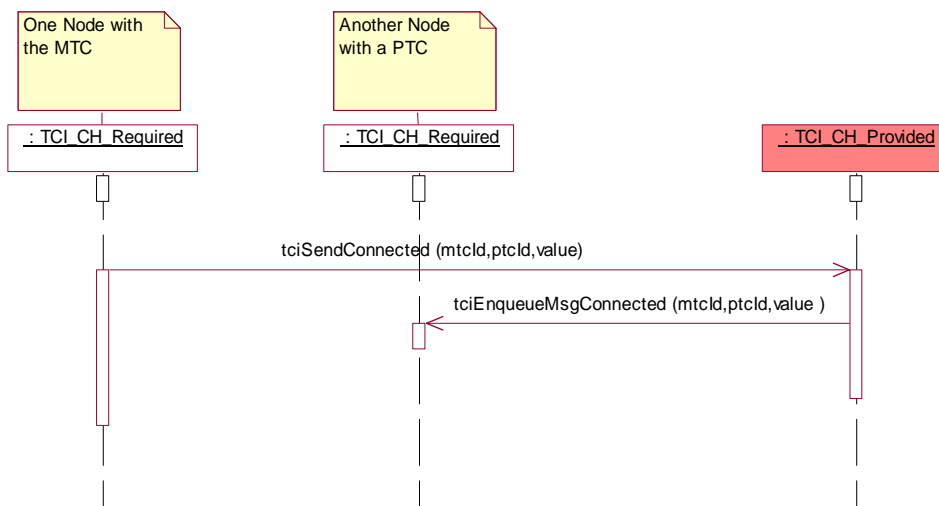 One Node with
the MTC
Another Node
with a PTC
: TCI_CH_Required
: TCI_CH_Required
: TCI_CH_Provided
tciSendConnected (mtcId,ptcId,value)
tciEnqueueMsgConnected (mtcId,ptcId,value )